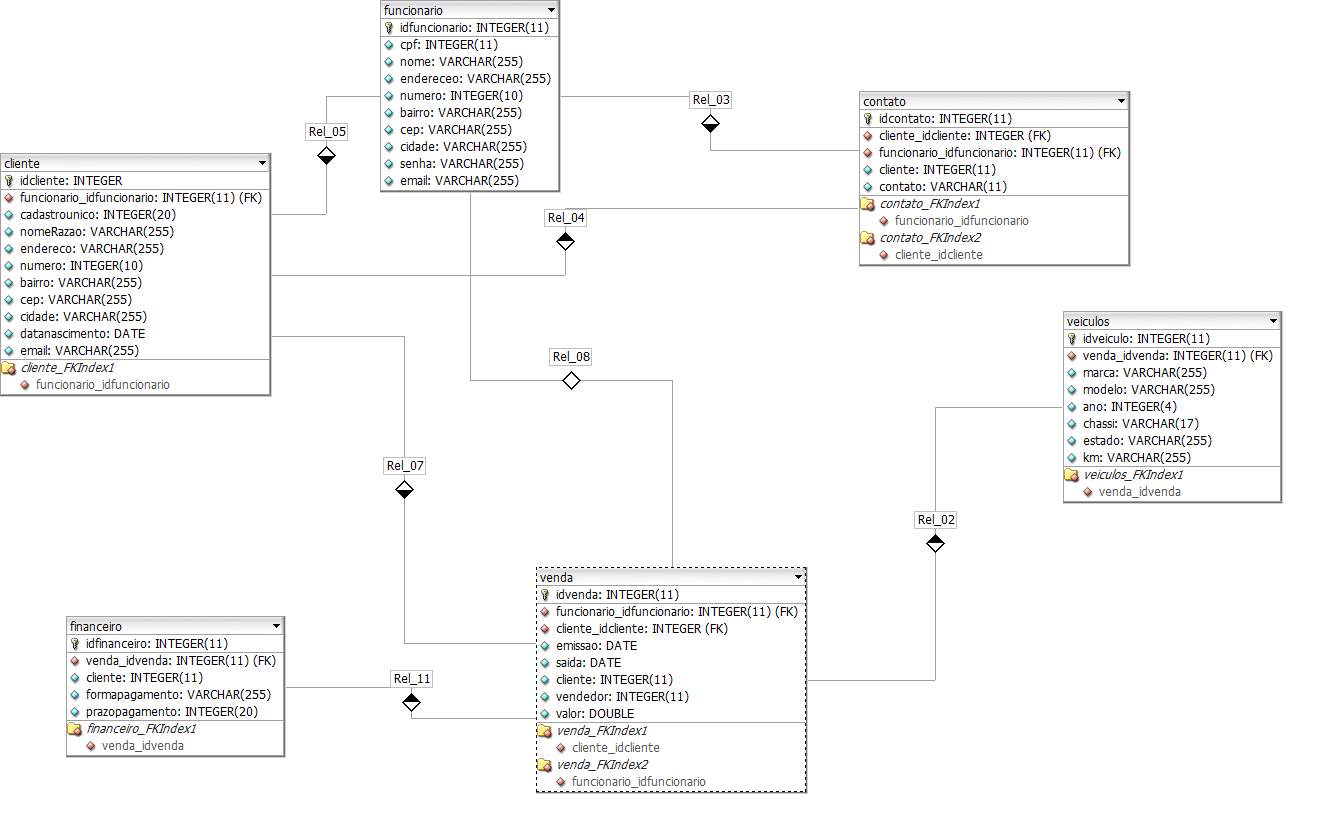 funcionario
idfuncionario: INTEGER(11)
cpf: INTEGER(11)
nome: VARCHAR(255)
endereceo: VARCHAR(255)
numero: INTEGER(10)
bairro: VARCHAR(255)
cep: VARCHAR(255)
cidade: VARCHAR(255)
senha: VARCHAR(255)
email: VARCHAR(255)
Rel_03
Rel_05
contato
idcontato: INTEGER(11)
cliente_idcliente: INTEGER (FK)
funcionario_idfuncionario: INTEGER(11) (FK)
cliente: INTEGER(11)
contato: VARCHAR(11)
contato_FKIndex1
funcionario_idfuncionario
contato_FKIndex2
cliente_idcliente
cliente
idcliente: INTEGER
funcionario_idfuncionario: INTEGER(11) (FK)
cadastrounico: INTEGER(20)
nomeRazao: VARCHAR(255)
endereco: VARCHAR(255)
numero: INTEGER(10)
bairro: VARCHAR(255)
cep: VARCHAR(255)
cidade: VARCHAR(255)
datanascimento: DATE
email: VARCHAR(255)
cliente_FKIndex1
funcionario_idfuncionario
Rel_04
Rel_08
veiculos
idveiculo: INTEGER(11)
venda_idvenda: INTEGER(11) (FK)
marca: VARCHAR(255)
modelo: VARCHAR(255)
ano: INTEGER(4)
chassi: VARCHAR(17)
estado: VARCHAR(255)
km: VARCHAR(255)
veiculos_FKIndex1
venda_idvenda
Rel_07
Rel_02
venda
idvenda: INTEGER(11)
funcionario_idfuncionario: INTEGER(11) (FK)
cliente_idcliente: INTEGER (FK)
emissao: DATE
saida: DATE
cliente: INTEGER(11)
vendedor: INTEGER(11)
valor: DOUBLE
venda_FKIndex1
cliente_idcliente
venda_FKIndex2
funcionario_idfuncionario
financeiro
idfinanceiro: INTEGER(11)
venda_idvenda: INTEGER(11) (FK)
cliente: INTEGER(11)
formapagamento: VARCHAR(255)
prazopagamento: INTEGER(20)
financeiro_FKIndex1
venda_idvenda
Rel_11